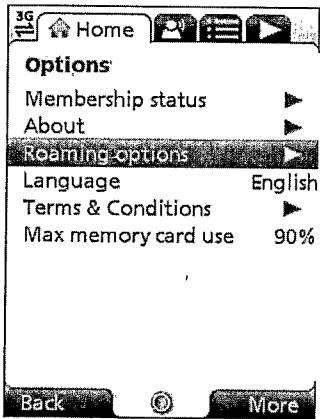 3G
Home
Options
Membership status
About
Roaming options
Language English
Terms & Conditions
Max memory card use 90%
Back More